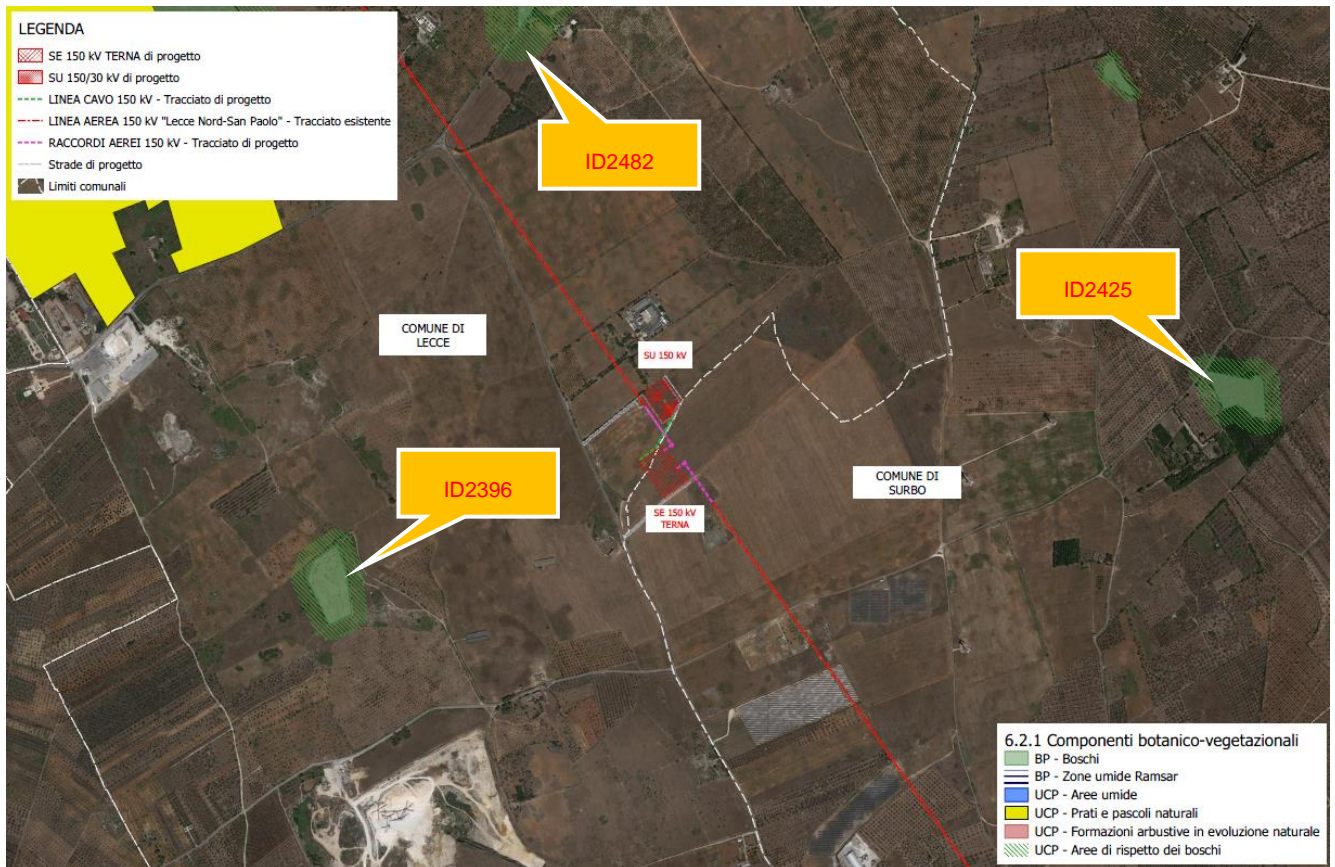 LEGENDA
SE 150 kV TERNA di progetto
SU 150/30 kV di progetto
LINEA CAVO 150 kV - Tracciato di progetto
LINEA AEREA 150 kV "Lecce Nord-San Paolo" - Tracciato esistente
RACCORDI AEREI 150 kV - Tracciato di progetto
Strade di progetto
Limiti comunali
ID2482
ID2425
COMUNE DI
LECCE
SU 150 kV
ID2396
COMUNE DI
SURBO
SE 150 kV
TERNA
6.2.1 Componenti botanico-vegetazionali
BP - Boschi
BP - Zone umide Ramsar
UCP - Aree umide
UCP - Prati e pascoli naturali
UCP - Formazioni arbustive in evoluzione naturale
UCP - Aree di rispetto dei boschi